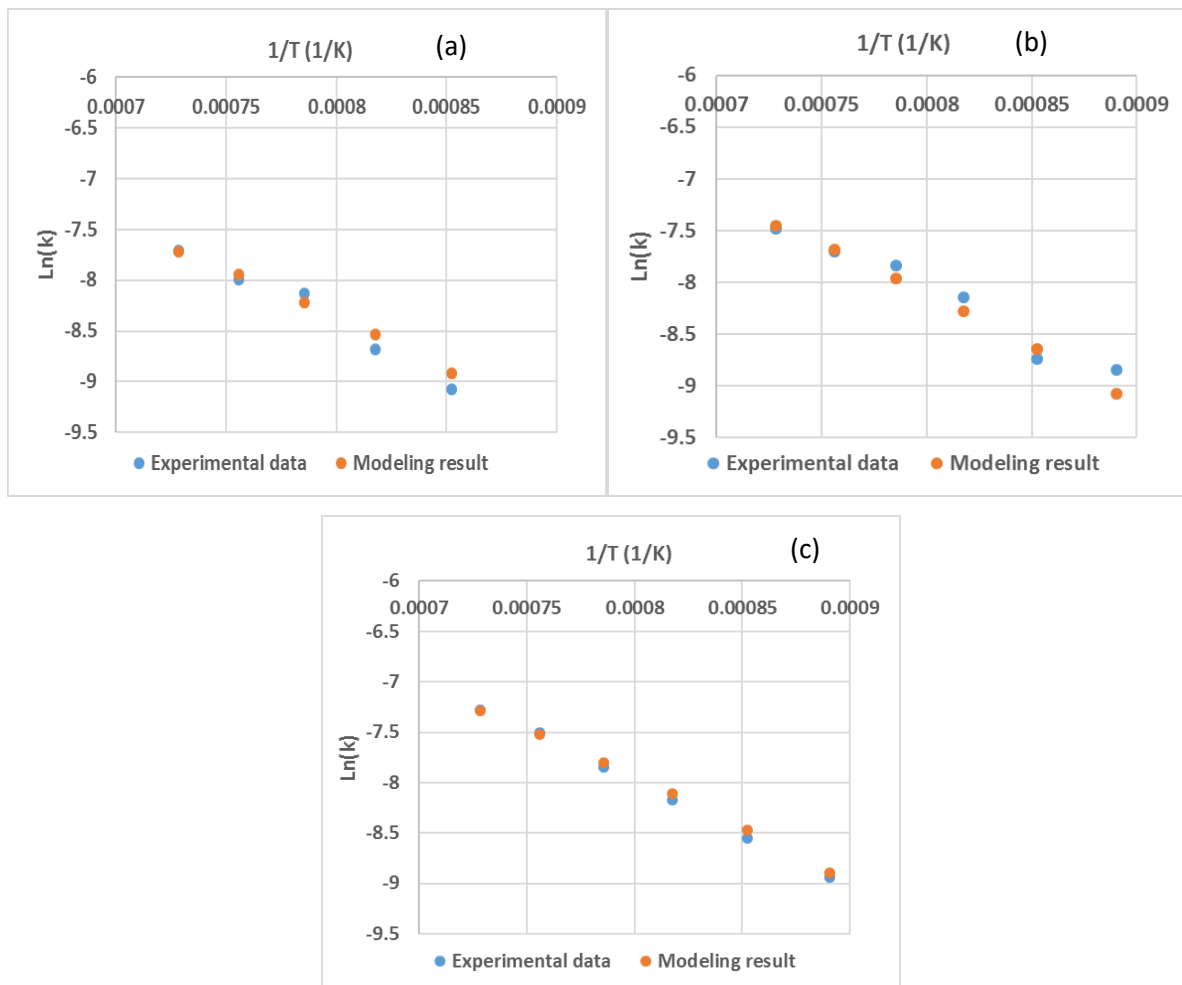 1/T (1/K) (a)
-6
0.0007 0.00075 0.0008 0.00085 0.0009
-6.5
-7
-7.5
-8
-8.5
-9
-9.5
Ln(k)
Experimental data Modeling result
1/T (1/K) (b)
-6
0.0007 0.00075 0.0008 0.00085 0.0009
-6.5
-7
-7.5
-8
-8.5
-9
-9.5
Ln(k)
Experimental data Modeling result
1/T (1/K) (c)
-6
0.0007 0.00075 0.0008 0.00085 0.0009
-6.5
-7
-7.5
-8
-8.5
-9
-9.5
Ln(k)
Experimental data Modeling result